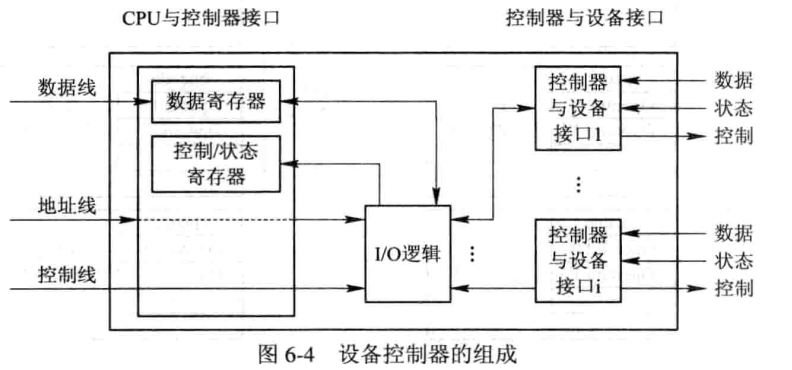 CPU与控制器接口
控制器与设备接口
数据线
数据寄存器
控制/状态
寄存器
地址线
控制线
I/O逻辑
⋮
控制器
与设备
接口1
数据
状态
控制
⋮
控制器
与设备
接口i
数据
状态
控制
图 6-4 设备控制器的组成